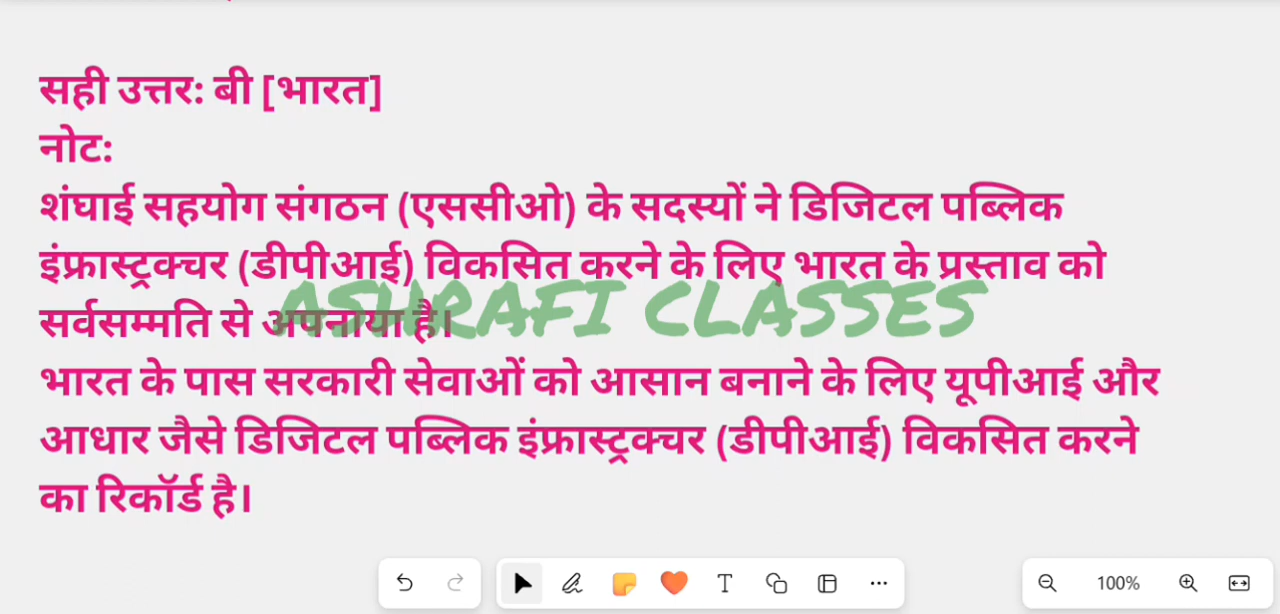 सही उत्तर: बी [भारत]
नोट:
शंघाई सहयोग संगठन (एससीओ) के सदस्यों ने डिजिटल पब्लिक
इंफ्रास्ट्रक्चर (डीपीआई) विकसित करने के लिए भारत के प्रस्ताव को
सर्वसम्मति से अपनाया है।
ASHRAFI CLASSES
भारत के पास सरकारी सेवाओं को आसान बनाने के लिए यूपीआई और
आधार जैसे डिजिटल पब्लिक इंफ्रास्ट्रक्चर (डीपीआई) विकसित करने
का रिकॉर्ड है।
T
100%